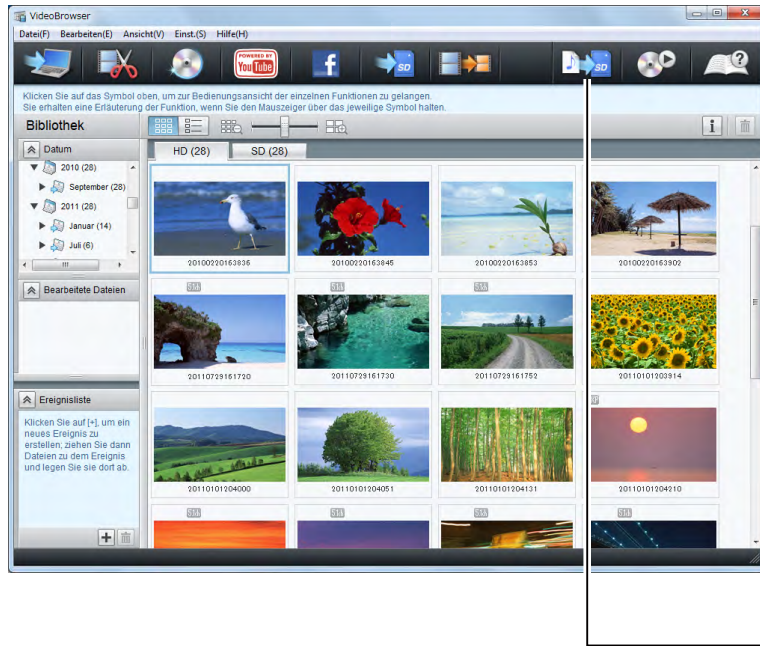 VideoBrowser
Datei(F) Bearbeiten(E) Ansicht(V) Einst.(S) Hilfe(H)
POWERED BY
YouTube
f
SD
SD
?
Klicken Sie auf das Symbol oben, um zur Bedienungsansicht der einzelnen Funktionen zu gelangen.
Sie erhalten eine Erläuterung der Funktion, wenn Sie den Mauszeiger über das jeweilige Symbol halten.
Bibliothek
i
Datum
HD (28) SD (28)
2010 (28)
September (28)
2011 (28)
Januar (14)
Juli (6)
20100220163836 20100220163845 20100220163853 20100220163902
Bearbeitete Dateien
20110729161720 20110729161730 20110729161752 20110101203914
Ereignisliste
Klicken Sie auf [+], um ein
neues Ereignis zu
erstellen; ziehen Sie dann
Dateien zu dem Ereignis
und legen Sie sie dort ab.
20110101204000 20110101204051 20110101204131 20110101204210